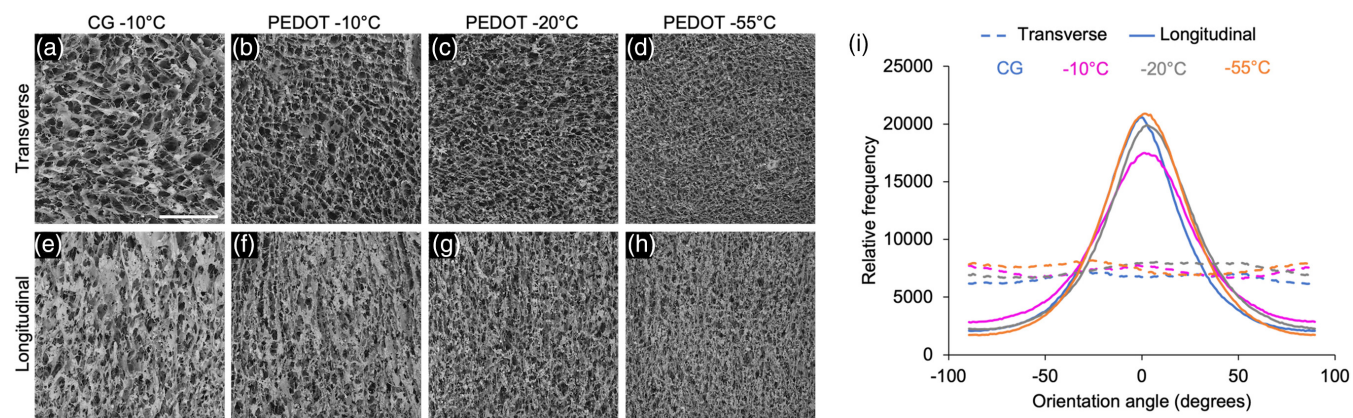 CG -10°C PEDOT -10°C PEDOT -20°C PEDOT -55°C
Transverse
(a) (b) (c) (d)
Longitudinal
(e) (f) (g) (h)
(i)
Transverse Longitudinal
CG -10°C -20°C -55°C
Relative frequency
25000
20000
15000
10000
5000
0
-100 -50 0 50 100
Orientation angle (degrees)